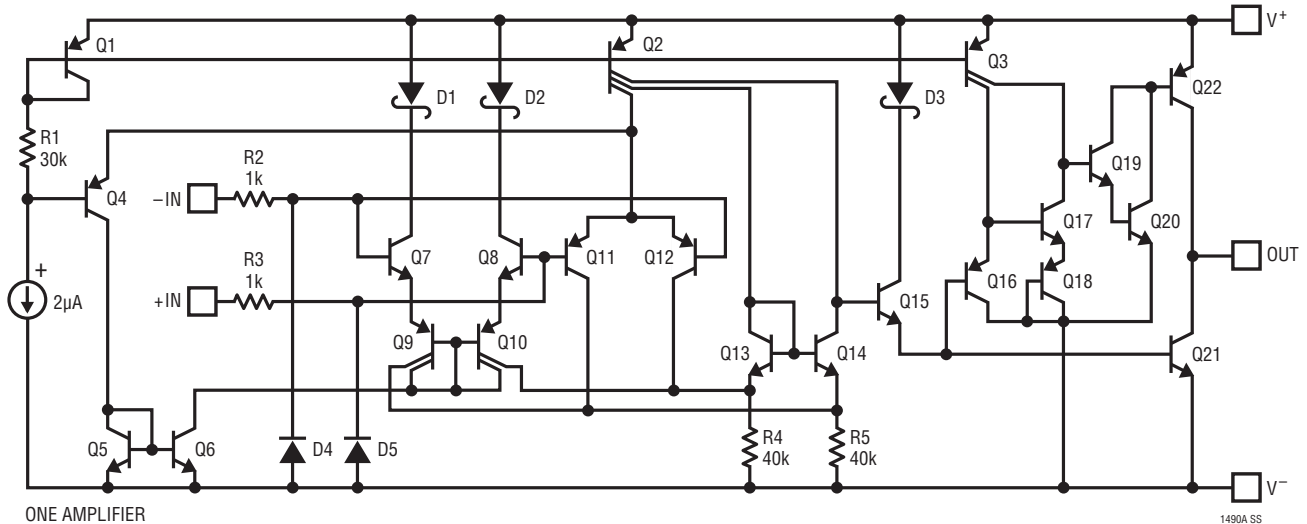 V+
Q1
Q2
Q3
D1
D2
D3
Q22
R1
30k
Q19
R2
1k
Q4
–IN
Q17
Q20
Q7
Q8
Q11
Q12
OUT
R3
1k
+
2µA
+IN
Q15
Q16
Q18
Q9
Q10
Q13
Q14
Q21
Q5
Q6
D4
D5
R4
40k
R5
40k
V–
ONE AMPLIFIER
1490A SS